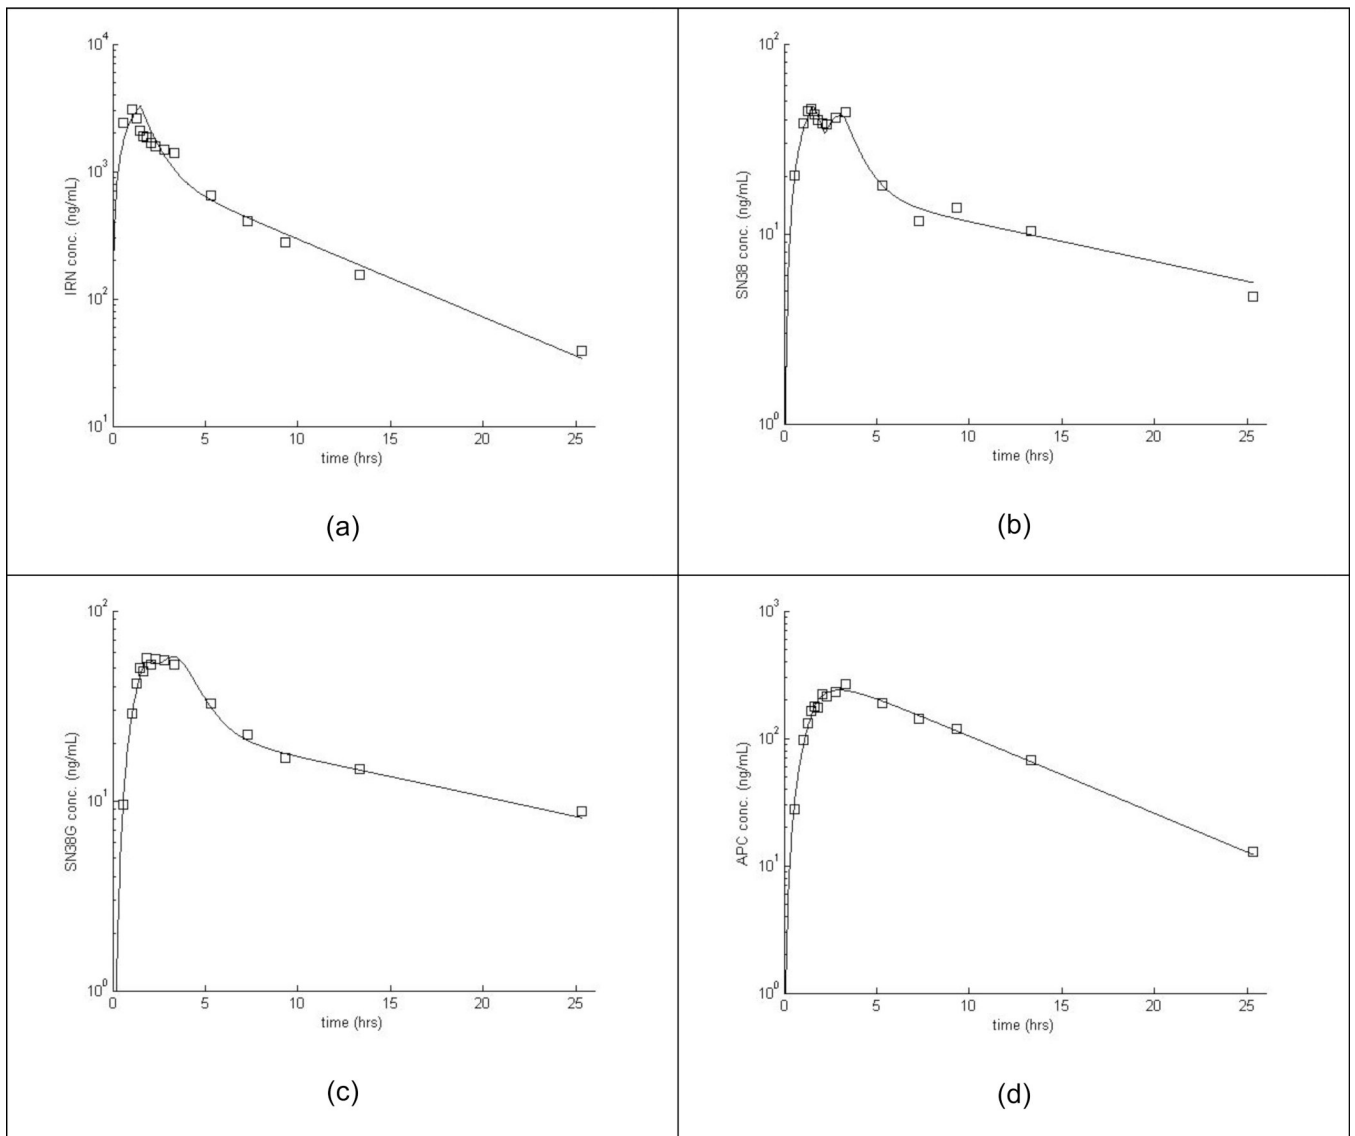 10^4
10^3
10^2
10^1
IRN conc. (ng/mL)
0 5 10 15 20 25
time (hrs)
(a)
10^2
10^1
10^0
SN38 conc. (ng/mL)
0 5 10 15 20 25
time (hrs)
(b)
10^2
10^1
10^0
SN38G conc. (ng/mL)
0 5 10 15 20 25
time (hrs)
(c)
10^3
10^2
10^1
10^0
APC conc. (ng/mL)
0 5 10 15 20 25
time (hrs)
(d)